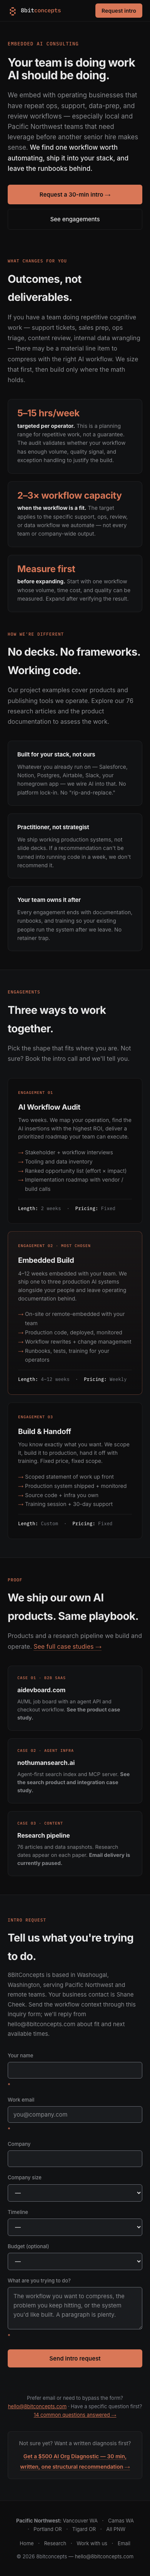 8bitconcepts
Request intro
EMBEDDED AI CONSULTING
Your team is doing work
AI should be doing.
We embed with operating businesses that
have repeat ops, support, data-prep, and
review workflows — especially local and
Pacific Northwest teams that need
leverage before another senior hire makes
sense. We find one workflow worth
automating, ship it into your stack, and
leave the runbooks behind.
Request a 30-min intro →
See engagements
WHAT CHANGES FOR YOU
Outcomes, not
deliverables.
If you have a team doing repetitive cognitive
work — support tickets, sales prep, ops
triage, content review, internal data wrangling
— there may be a material line item to
compress with the right AI workflow. We size
it first, then build only where the math
holds.
5–15 hrs/week
targeted per operator. This is a planning
range for repetitive work, not a guarantee.
The audit validates whether your workflow
has enough volume, quality signal, and
exception handling to justify the build.
2–3× workflow capacity
when the workflow is a fit. The target
applies to the specific support, ops, review,
or data workflow we automate — not every
team or company-wide output.
Measure first
before expanding. Start with one workflow
whose volume, time cost, and quality can be
measured. Expand after verifying the result.
HOW WE'RE DIFFERENT
No decks. No frameworks.
Working code.
Our project examples cover products and
publishing tools we operate. Explore our 76
research articles and the product
documentation to assess the work.
Built for your stack, not ours
Whatever you already run on — Salesforce,
Notion, Postgres, Airtable, Slack, your
homegrown app — we wire AI into that. No
platform lock-in. No "rip-and-replace."
Practitioner, not strategist
We ship working production systems, not
slide decks. If a recommendation can't be
turned into running code in a week, we don't
recommend it.
Your team owns it after
Every engagement ends with documentation,
runbooks, and training so your existing
people run the system after we leave. No
retainer trap.
ENGAGEMENTS
Three ways to work
together.
Pick the shape that fits where you are. Not
sure? Book the intro call and we'll tell you.
ENGAGEMENT 01
AI Workflow Audit
Two weeks. We map your operation, find the
AI insertions with the highest ROI, deliver a
prioritized roadmap your team can execute.
→ Stakeholder + workflow interviews
→ Tooling and data inventory
→ Ranked opportunity list (effort × impact)
→ Implementation roadmap with vendor /
build calls
Length: 2 weeks · Pricing: Fixed
ENGAGEMENT 02 · MOST CHOSEN
Embedded Build
4–12 weeks embedded with your team. We
ship one to three production AI systems
alongside your people and leave operating
documentation behind.
→ On-site or remote-embedded with your
team
→ Production code, deployed, monitored
→ Workflow rewrites + change management
→ Runbooks, tests, training for your
operators
Length: 4–12 weeks · Pricing: Weekly
ENGAGEMENT 03
Build & Handoff
You know exactly what you want. We scope
it, build it to production, hand it off with
training. Fixed price, fixed scope.
→ Scoped statement of work up front
→ Production system shipped + monitored
→ Source code + infra you own
→ Training session + 30-day support
Length: Custom · Pricing: Fixed
PROOF
We ship our own AI
products. Same playbook.
Products and a research pipeline we build and
operate. See full case studies →
CASE 01 · B2B SAAS
aidevboard.com
AI/ML job board with an agent API and
checkout workflow. See the product case
study.
CASE 02 · AGENT INFRA
nothumansearch.ai
Agent-first search index and MCP server. See
the search product and integration case
study.
CASE 03 · CONTENT
Research pipeline
76 articles and data snapshots. Research
dates appear on each paper. Email delivery is
currently paused.
INTRO REQUEST
Tell us what you're trying
to do.
8BitConcepts is based in Washougal,
Washington, serving Pacific Northwest and
remote teams. Your business contact is Shane
Cheek. Send the workflow context through this
inquiry form; we'll reply from
hello@8bitconcepts.com about fit and next
available times.
Your name
*
Work email
you@company.com
*
Company
Company size
—
Timeline
—
Budget (optional)
—
What are you trying to do?
The workflow you want to compress, the
problem you keep hitting, or the system
you'd like built. A paragraph is plenty.
*
Send intro request
Prefer email or need to bypass the form?
hello@8bitconcepts.com · Have a specific question first?
14 common questions answered →
Not sure yet? Want a written diagnosis first?
Get a $500 AI Org Diagnostic — 30 min,
written, one structural recommendation →
Pacific Northwest: Vancouver WA · Camas WA
· Portland OR · Tigard OR · All PNW
Home · Research · Work with us · Email
© 2026 8bitconcepts — hello@8bitconcepts.com